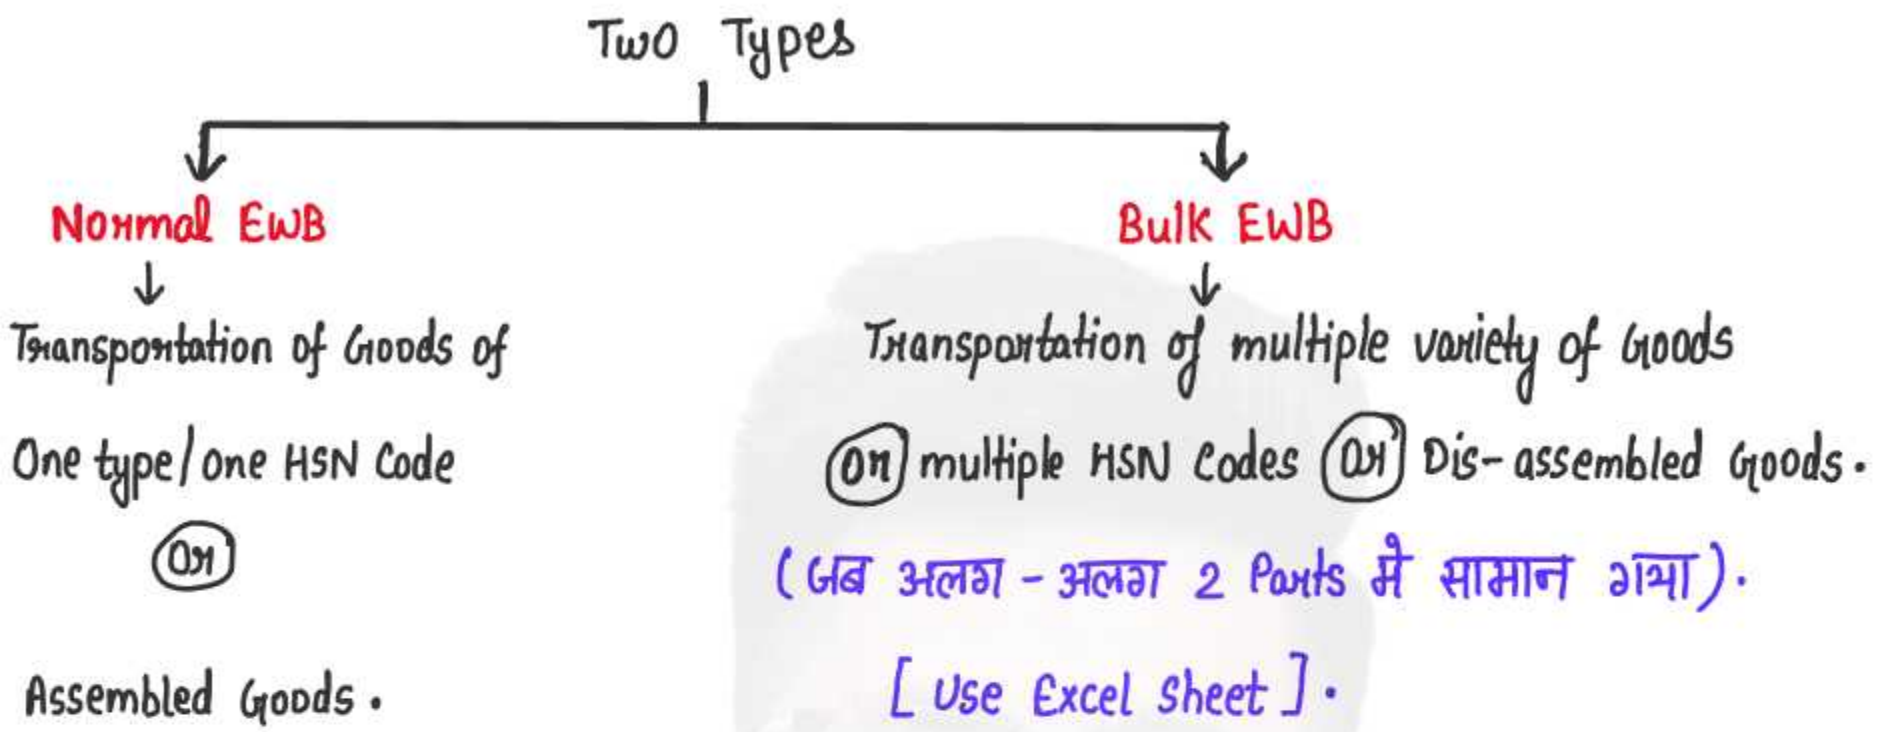 Two Types
Normal EWB
Bulk EWB
Transportation of Goods of
One type/one HSN Code
Or
Assembled Goods.
Transportation of multiple variety of Goods
Or multiple HSN Codes Or Dis-assembled Goods.
(जब अलग-अलग 2 Parts में सामान गया).
[Use Excel Sheet].